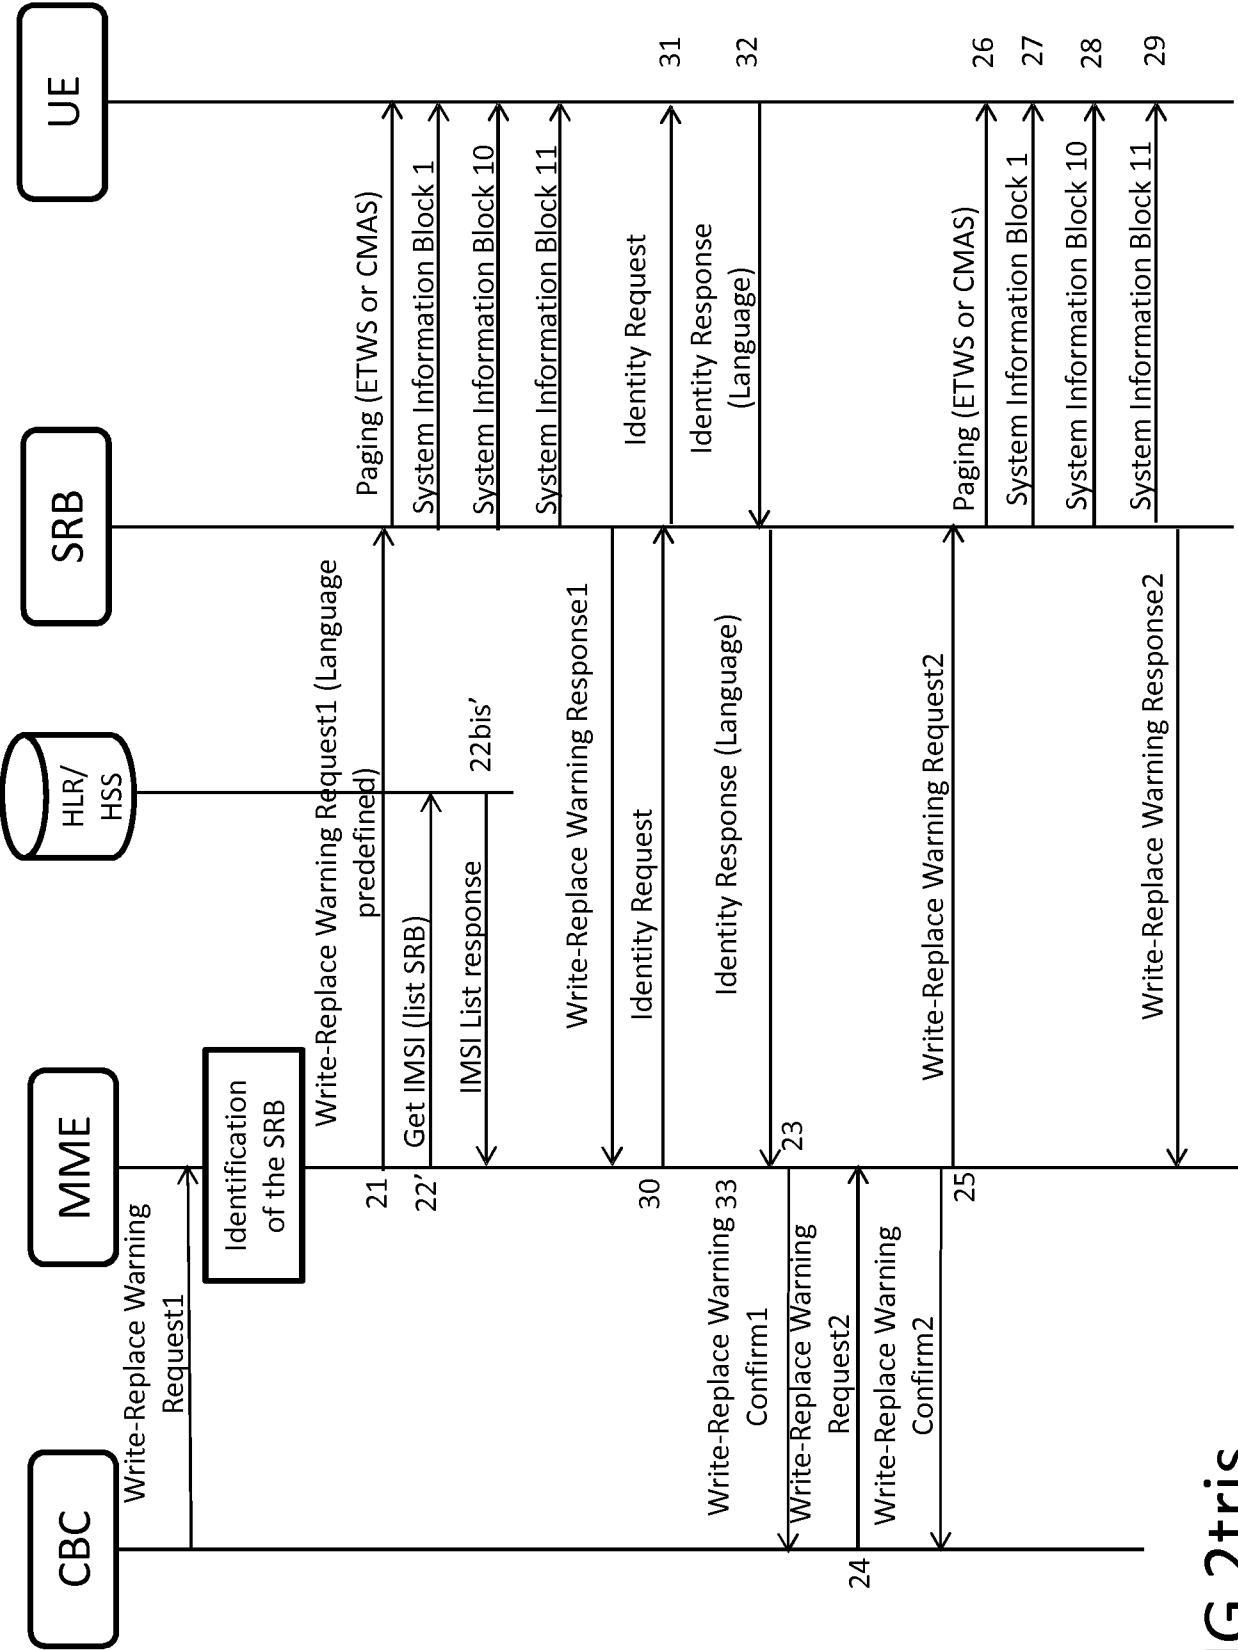 CBC
MME
HLR/
HSS
SRB
UE
Write-Replace Warning
Request1
Identification
of the SRB
Write-Replace Warning Request1 (Language
predefined)
21
Paging (ETWS or CMAS)
Get IMSI (list SRB)
22'
System Information Block 1
IMSI List response
22bis'
System Information Block 10
System Information Block 11
Write-Replace Warning Response1
Identity Request
30
Identity Request
31
Identity Response
(Language)
32
Identity Response (Language)
33
23
Write-Replace Warning
Confirm1
Write-Replace Warning
Request2
24
Write-Replace Warning
Confirm2
Write-Replace Warning Request2
25
Paging (ETWS or CMAS)
26
System Information Block 1
27
System Information Block 10
28
System Information Block 11
29
Write-Replace Warning Response2
G 2tris